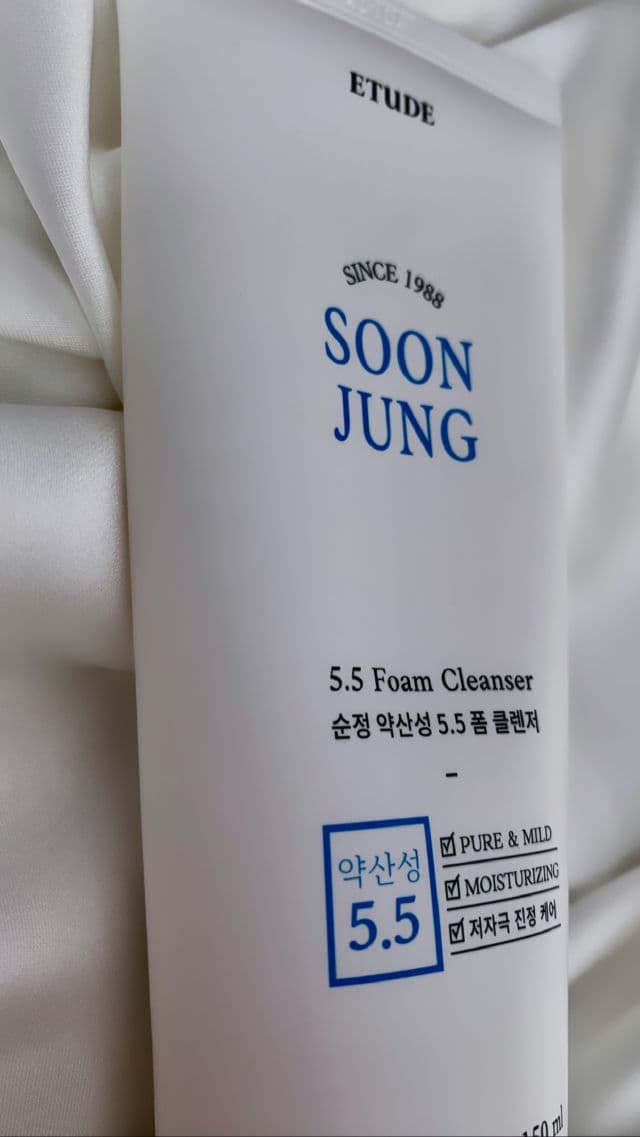 ETUDE
SINCE 1988
SOON
JUNG
5.5 Foam Cleanser
순정 약산성 5.5 폼 클렌저
약산성
5.5
☑ PURE & MILD
☑ MOISTURIZING
☑ 저자극 진정 케어
ml